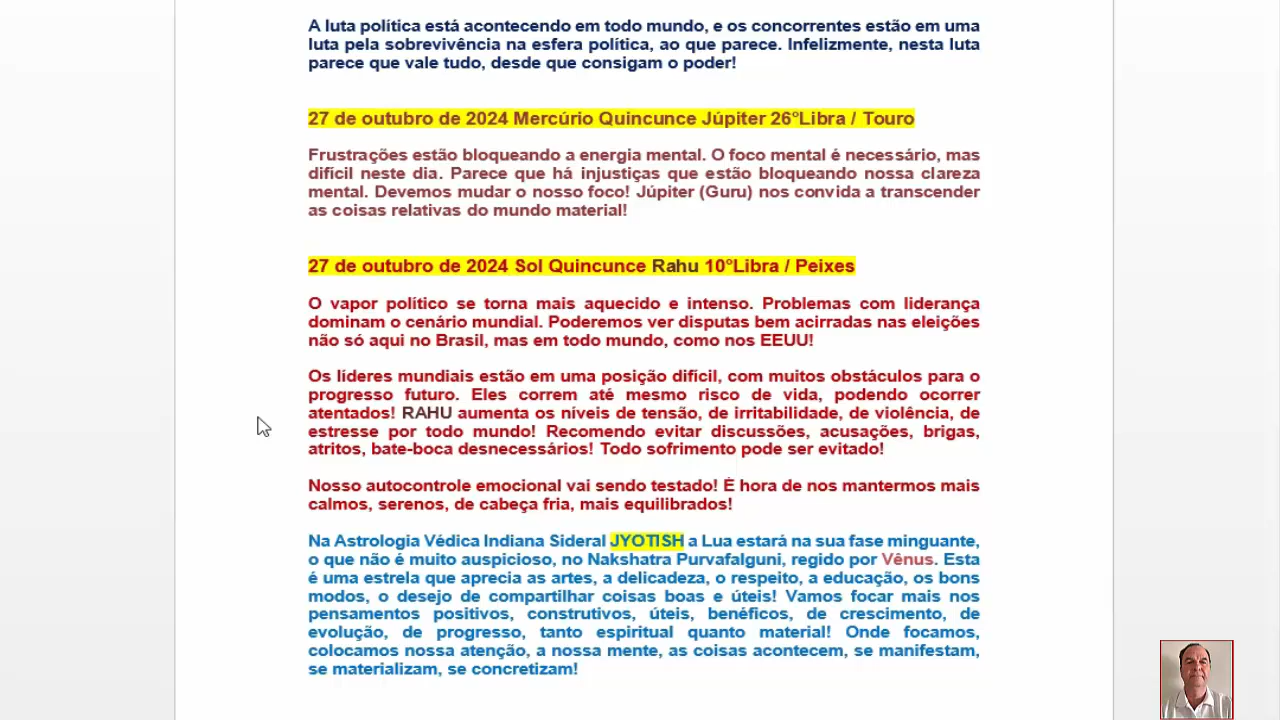 A luta política está acontecendo em todo mundo, e os concorrentes estão em uma
luta pela sobrevivência na esfera política, ao que parece. Infelizmente, nesta luta
parece que vale tudo, desde que consigam o poder!
27 de outubro de 2024 Mercúrio Quincunce Júpiter 26°Libra / Touro
Frustrações estão bloqueando a energia mental. O foco mental é necessário, mas
difícil neste dia. Parece que há injustiças que estão bloqueando nossa clareza
mental. Devemos mudar o nosso foco! Júpiter (Guru) nos convida a transcender
as coisas relativas do mundo material!
27 de outubro de 2024 Sol Quincunce Rahu 10°Libra / Peixes
O vapor político se torna mais aquecido e intenso. Problemas com liderança
dominam o cenário mundial. Poderemos ver disputas bem acirradas nas eleições
não só aqui no Brasil, mas em todo mundo, como nos EEUU!
Os líderes mundiais estão em uma posição difícil, com muitos obstáculos para o
progresso futuro. Eles correm até mesmo risco de vida, podendo ocorrer
atentados! RAHU aumenta os níveis de tensão, de irritabilidade, de violência, de
estresse por todo mundo! Recomendo evitar discussões, acusações, brigas,
atritos, bate-boca desnecessários! Todo sofrimento pode ser evitado!
Nosso autocontrole emocional vai sendo testado! É hora de nos mantermos mais
calmos, serenos, de cabeça fria, mais equilibrados!
Na Astrologia Védica Indiana Sideral JYOTISH a Lua estará na sua fase minguante,
o que não é muito auspicioso, no Nakshatra Purvafalguni, regido por Vênus. Esta
é uma estrela que aprecia as artes, a delicadeza, o respeito, a educação, os bons
modos, o desejo de compartilhar coisas boas e úteis! Vamos focar mais nos
pensamentos positivos, construtivos, úteis, benéficos, de crescimento, de
evolução, de progresso, tanto espiritual quanto material! Onde focamos,
colocamos nossa atenção, a nossa mente, as coisas acontecem, se manifestam,
se materializam, se concretizam!